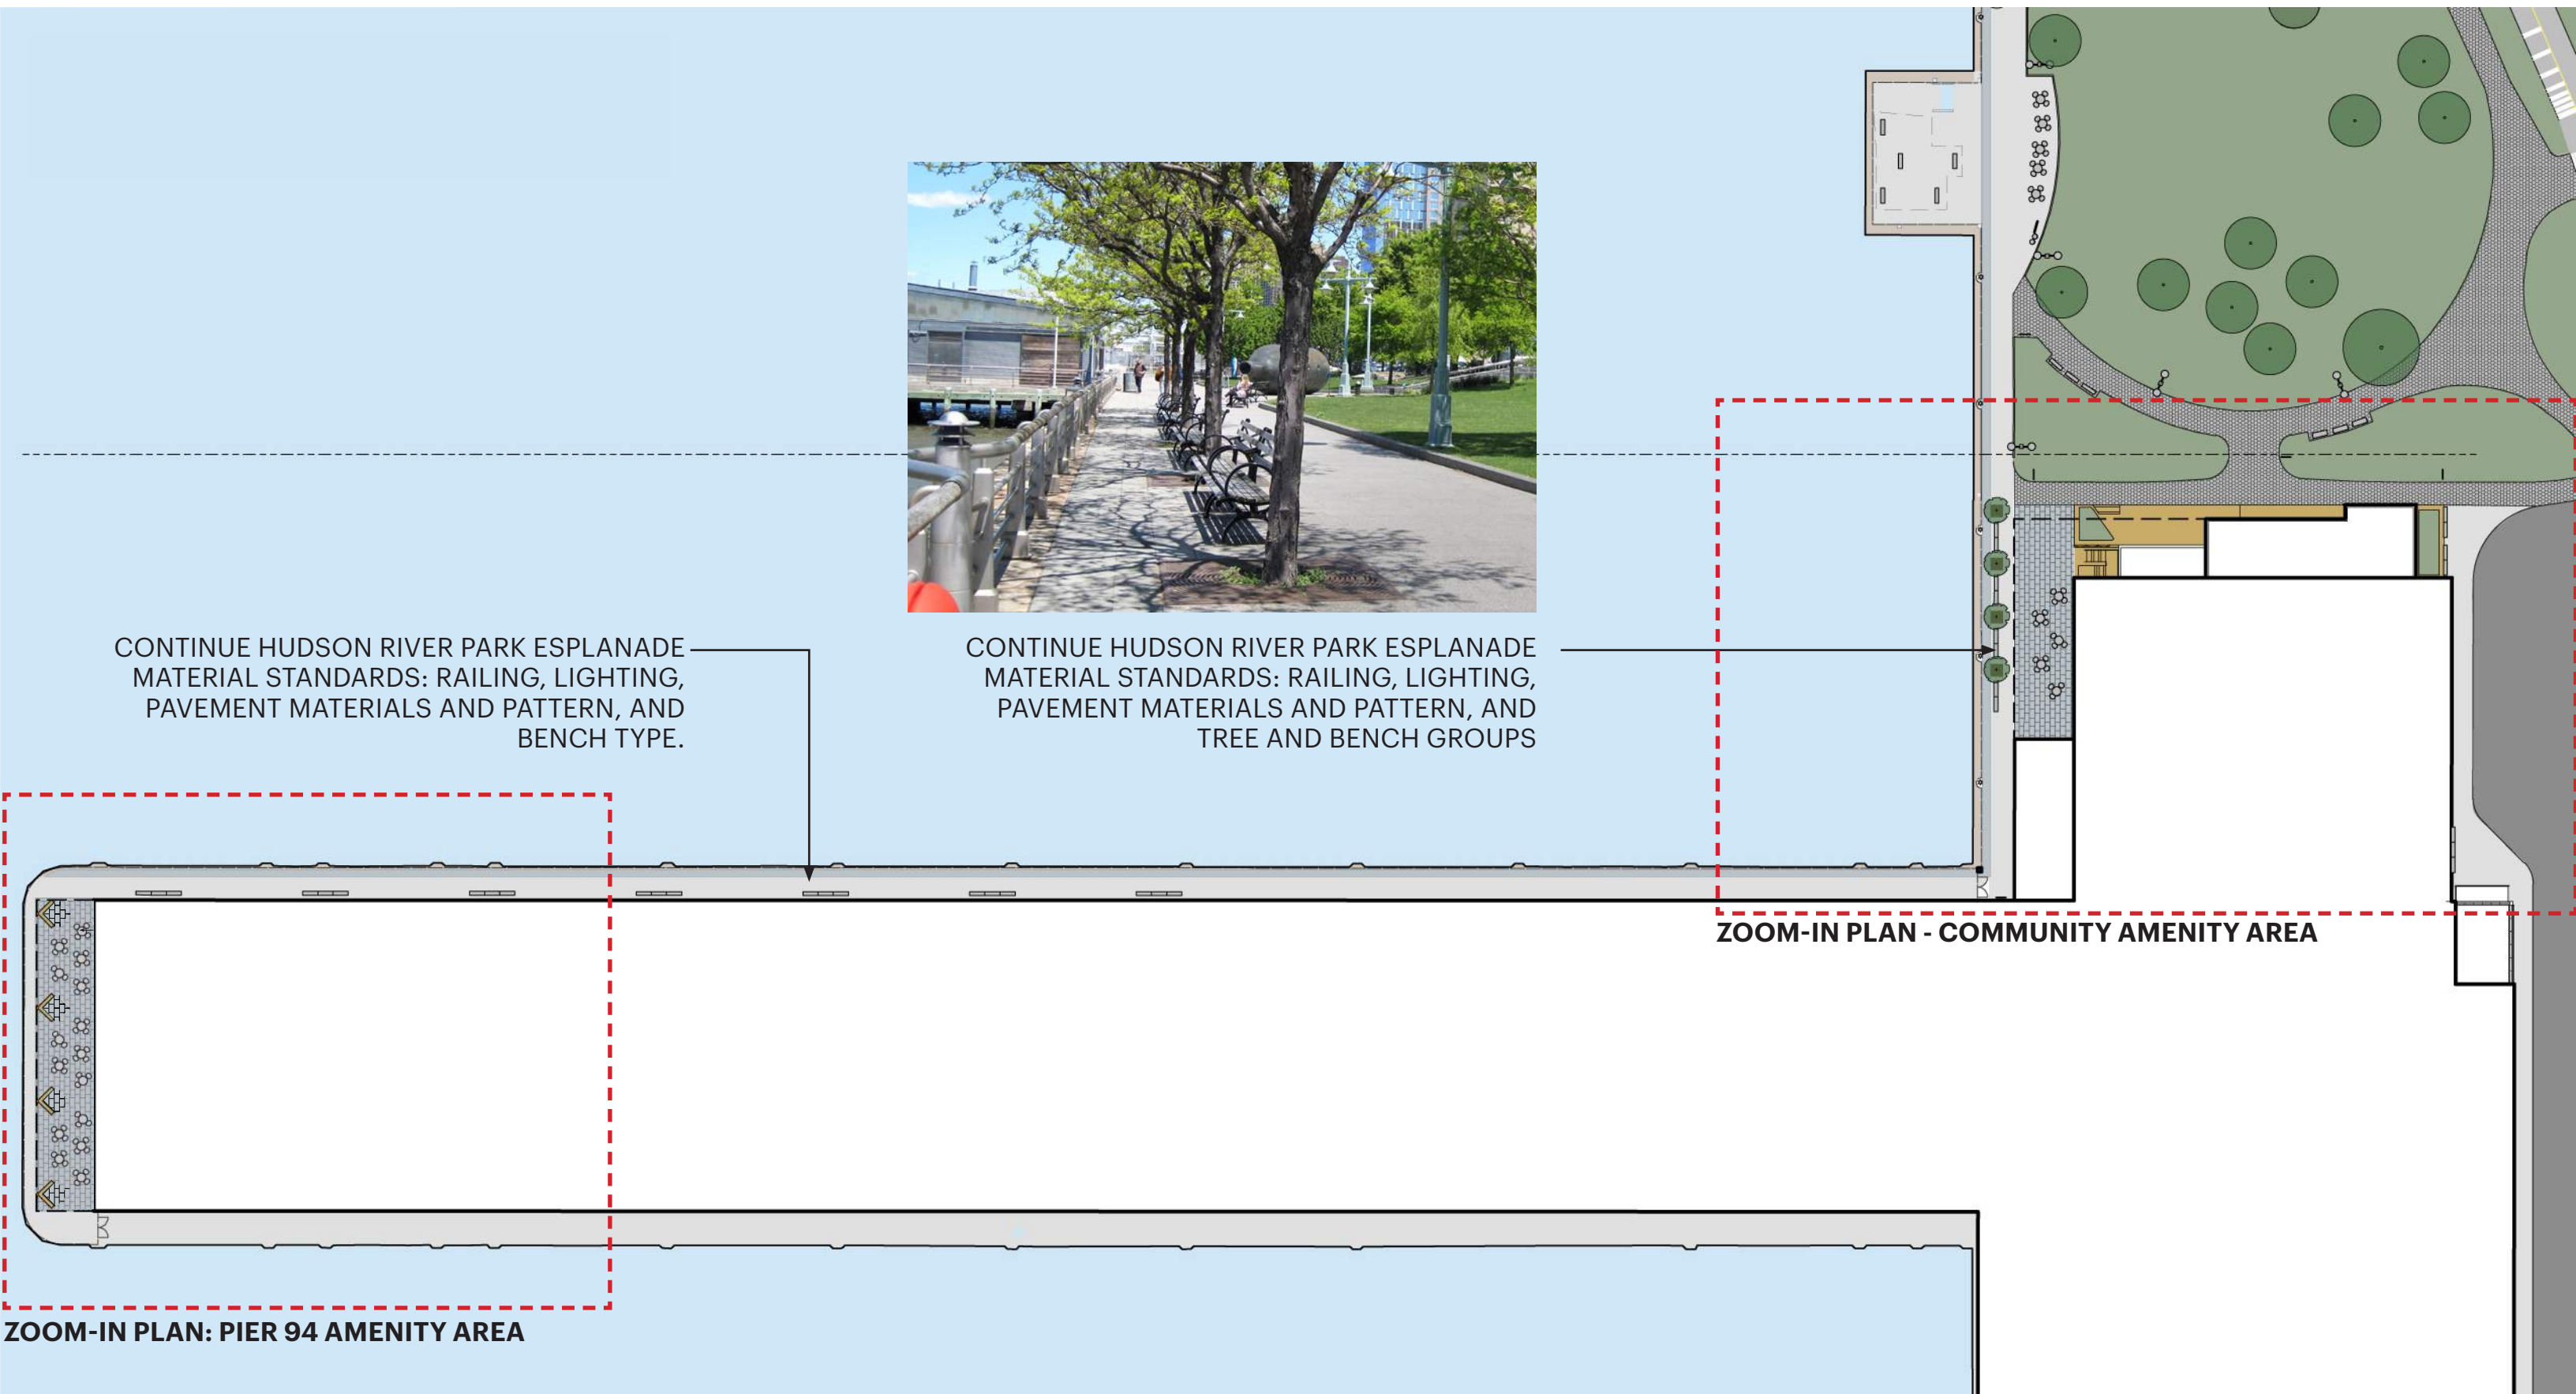 CONTINUE HUDSON RIVER PARK ESPLANADE
MATERIAL STANDARDS: RAILING, LIGHTING,
PAVEMENT MATERIALS AND PATTERN, AND
BENCH TYPE.
CONTINUE HUDSON RIVER PARK ESPLANADE
MATERIAL STANDARDS: RAILING, LIGHTING,
PAVEMENT MATERIALS AND PATTERN, AND
TREE AND BENCH GROUPS
ZOOM-IN PLAN - COMMUNITY AMENITY AREA
ZOOM-IN PLAN: PIER 94 AMENITY AREA